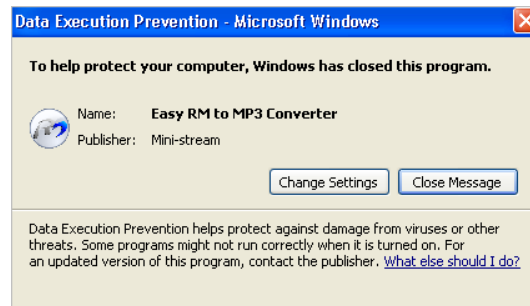 Data Execution Prevention - Microsoft Windows
To help protect your computer, Windows has closed this program.
Name: Easy RM to MP3 Converter
Publisher: Mini-stream
Change Settings Close Message
Data Execution Prevention helps protect against damage from viruses or other
threats. Some programs might not run correctly when it is turned on. For
an updated version of this program, contact the publisher. What else should I do?